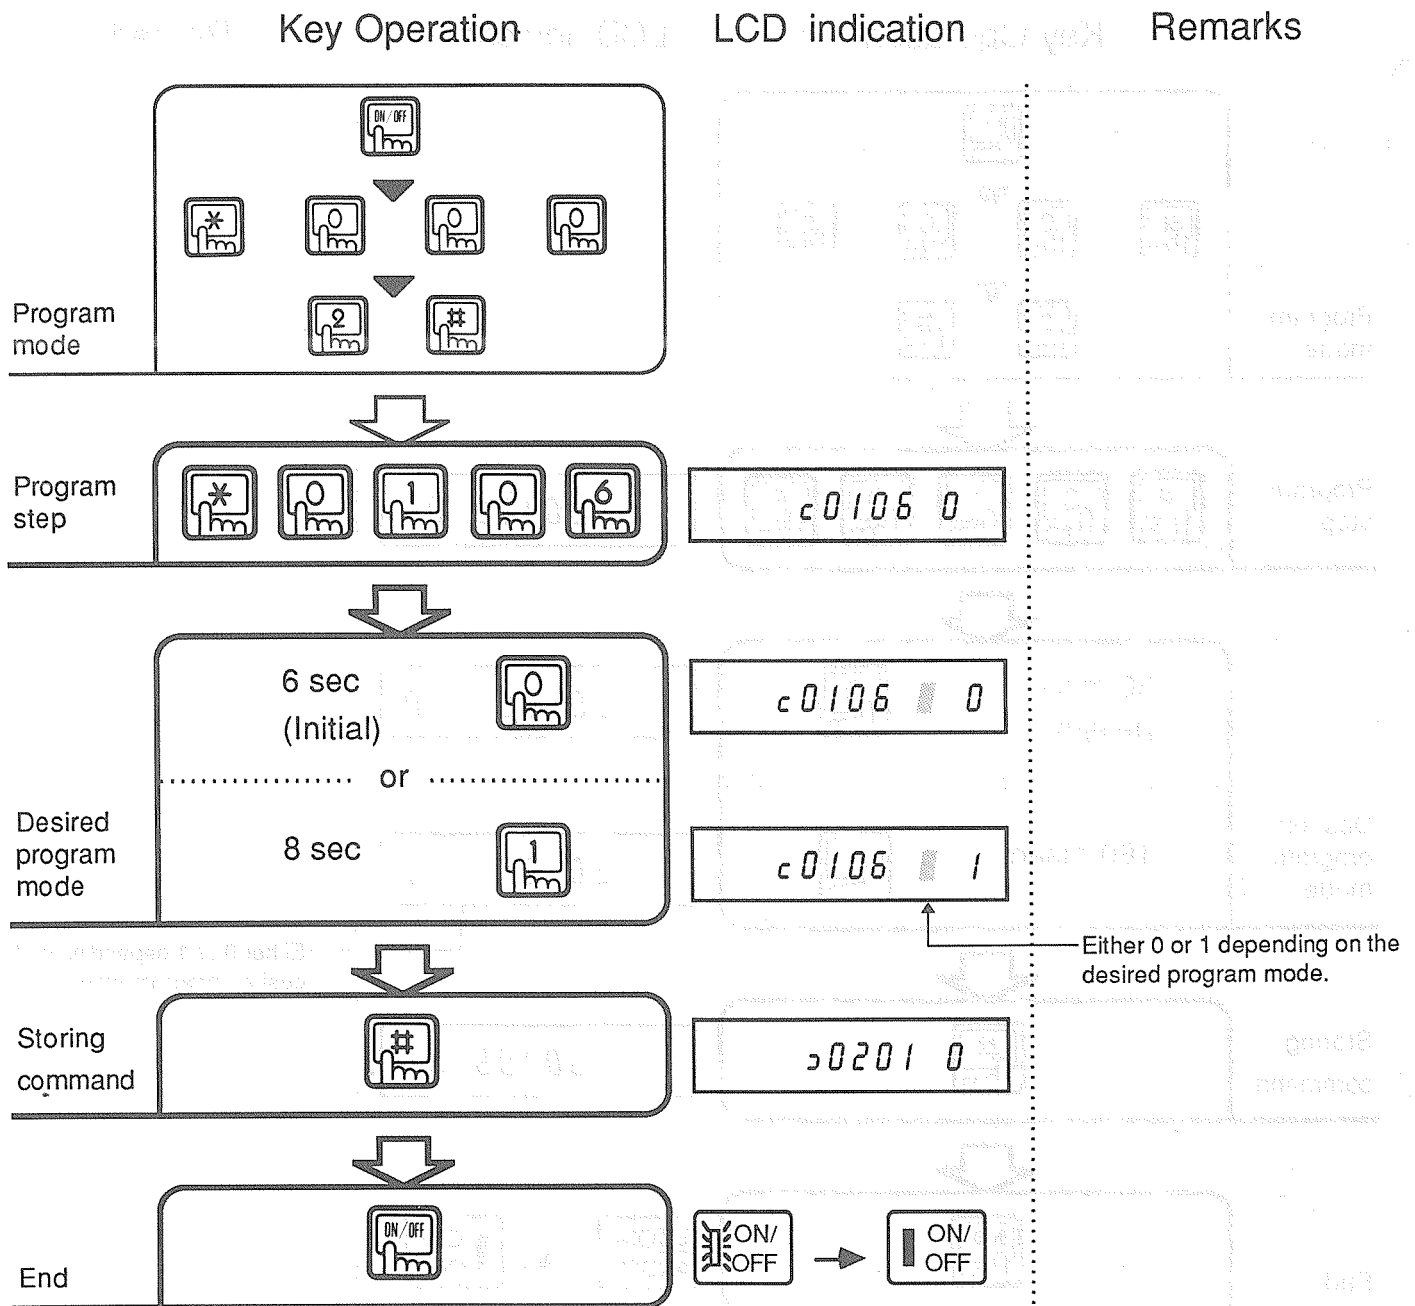 Key Operation LCD indication Remarks
ON/OFF
* 0 0 0
2 #
Program
mode
Program
step
* 0 1 0 6
c0106 0
6 sec
(Initial)
0
c0106 0
or
Desired
program
mode
8 sec
1
c0106 1
Either 0 or 1 depending on the
desired program mode.
Storing
command
#
ɔ0201 0
End
ON/OFF
ON/
OFF
ON/
OFF